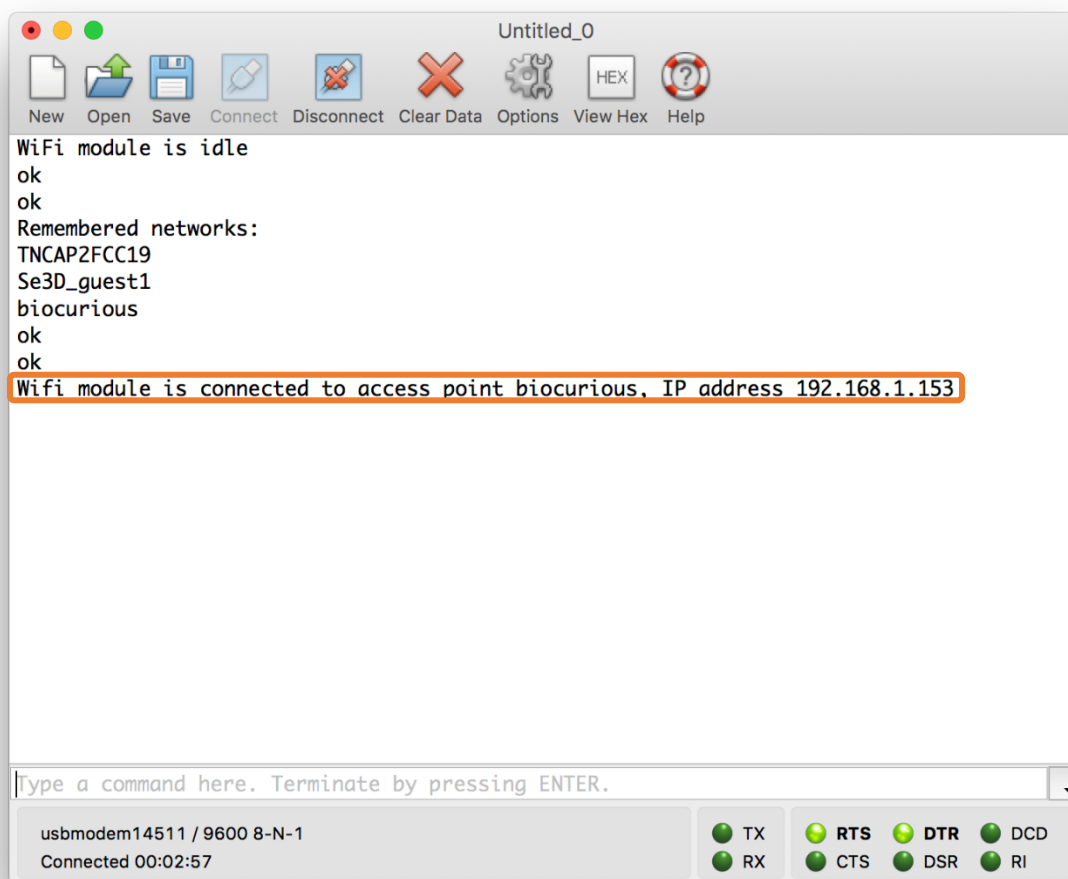 Untitled_0
New Open Save Connect Disconnect Clear Data Options HEX View Hex ? Help
WiFi module is idle
ok
ok
Remembered networks:
TNCAP2FCC19
Se3D_guest1
biocurious
ok
ok
Wifi module is connected to access point biocurious, IP address 192.168.1.153
Type a command here. Terminate by pressing ENTER.
usbmodem14511 / 9600 8-N-1
Connected 00:02:57
TX RTS DTR DCD
RX CTS DSR RI